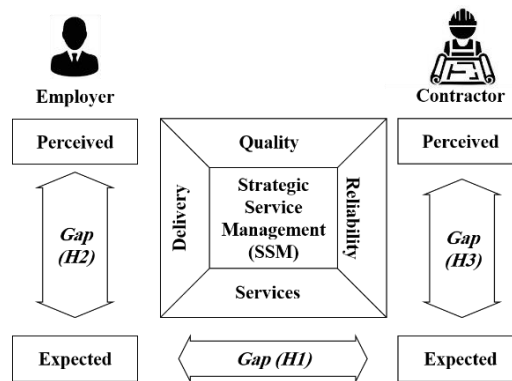 Employer
Contractor
Perceived
Quality
Perceived
Delivery
Strategic
Service
Management
(SSM)
Reliability
Gap
(H2)
Gap
(H3)
Services
Expected
Gap (H1)
Expected